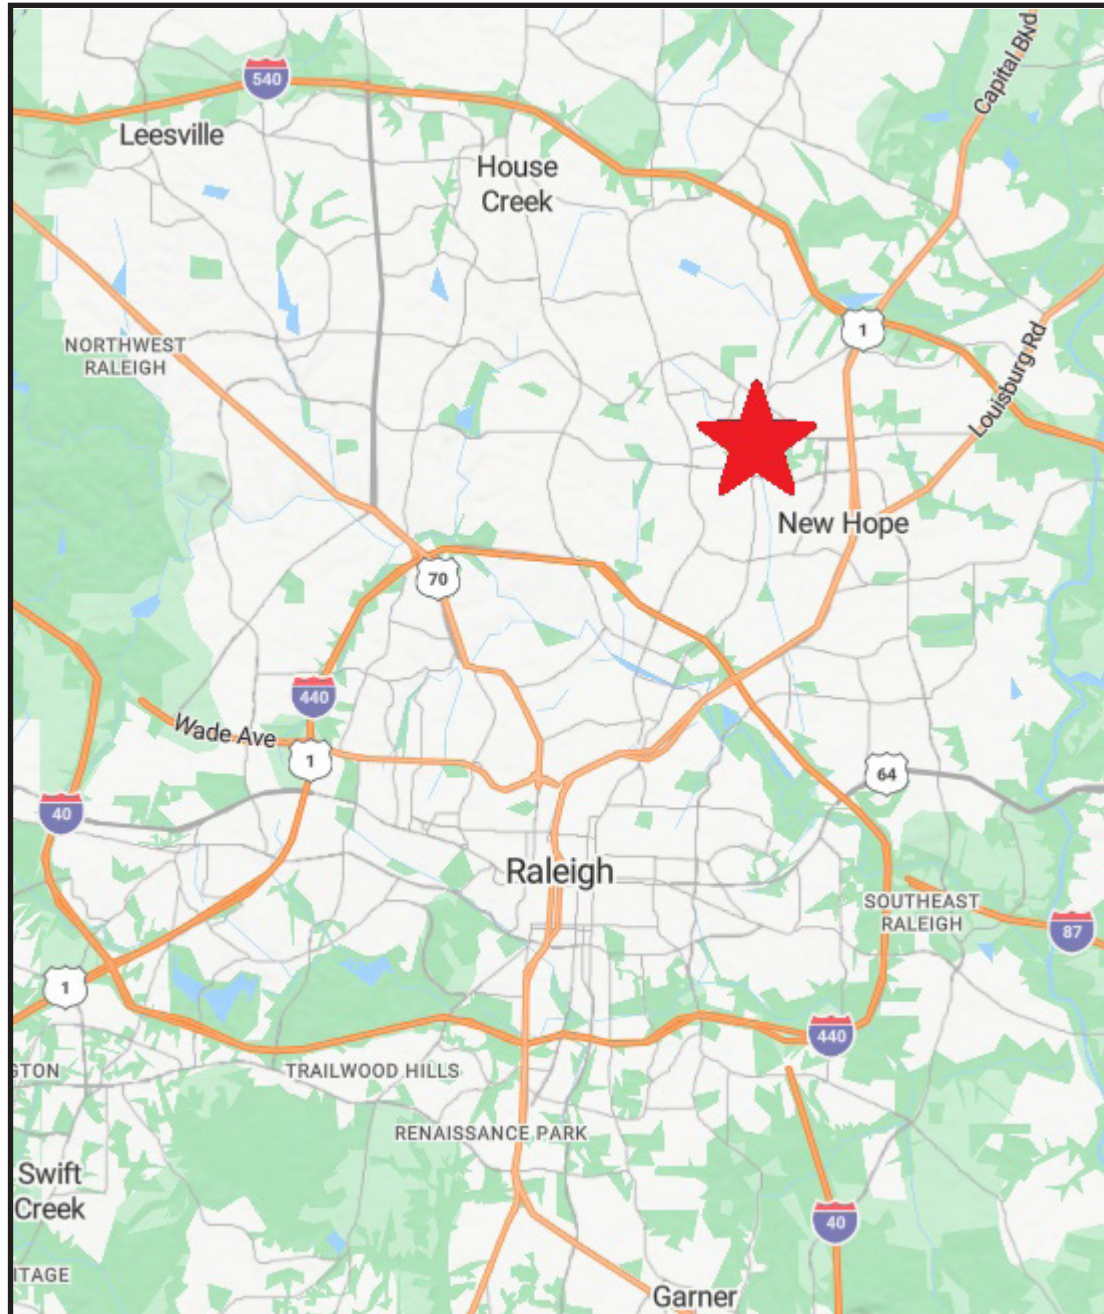 Capital Blvd
540
Leesville
House
Creek
1
NORTHWEST
RALEIGH
Louisburg Rd
New Hope
70
440
Wade Ave
1
64
40
Raleigh
SOUTHEAST
RALEIGH
87
1
440
GTON
TRAILWOOD HILLS
RENAISSANCE PARK
Swift
Creek
40
ITAGE
Garner